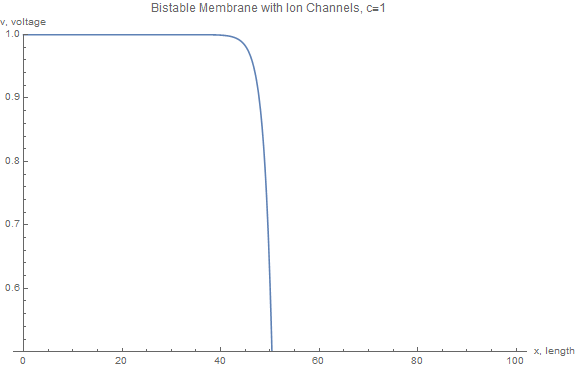 Bistable Membrane with Ion Channels, c=1
v, voltage
1.0
0.9
0.8
0.7
0.6
0 20 40 60 80 100 x, length